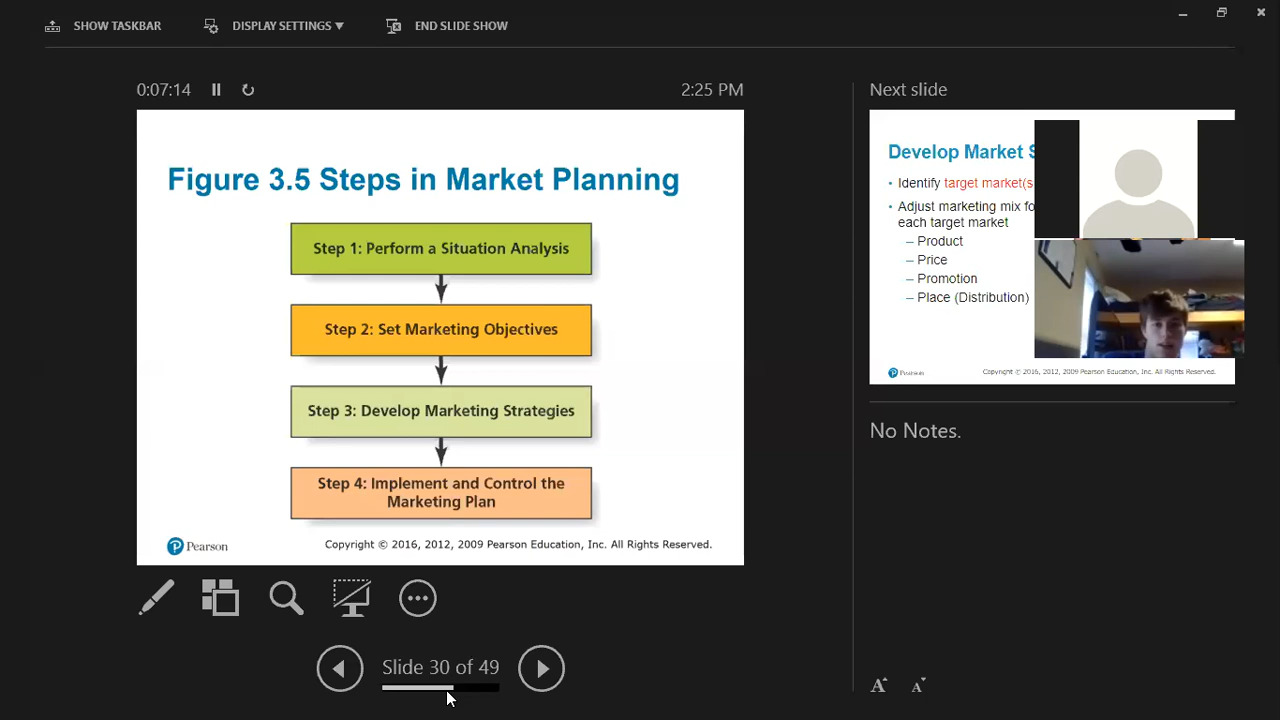 SHOW TASKBAR
DISPLAY SETTINGS ▼
END SLIDE SHOW
0:07:14
2:25 PM
Figure 3.5 Steps in Market Planning
Step 1: Perform a Situation Analysis
Step 2: Set Marketing Objectives
Step 3: Develop Marketing Strategies
Step 4: Implement and Control the
Marketing Plan
Pearson
Copyright © 2016, 2012, 2009 Pearson Education, Inc. All Rights Reserved.
Slide 30 of 49
Next slide
Develop Market S
• Identify target market(s
• Adjust marketing mix fo
each target market
– Product
– Price
– Promotion
– Place (Distribution)
Pearson
Copyright © 2016, 2012, 2009 Pearson Education, Inc. All Rights Reserved.
No Notes.
A A